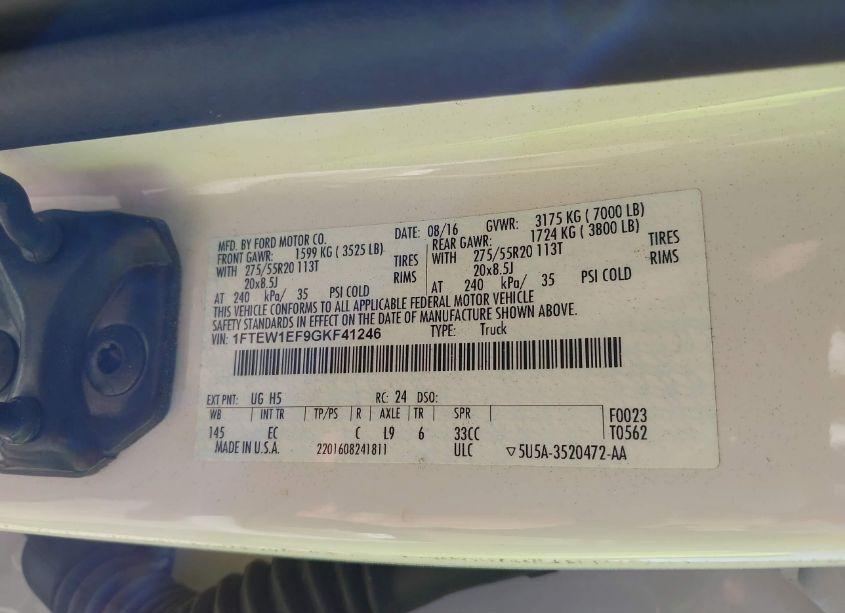 MFD. BY FORD MOTOR CO. DATE: 08/16 GVWR: 3175 KG ( 7000 LB)
FRONT GAWR: 1599 KG ( 3525 LB) REAR GAWR: 1724 KG ( 3800 LB)
WITH 275/55R20 113T TIRES WITH 275/55R20 113T TIRES
20x8.5J RIMS 20x8.5J RIMS
AT 240 kPa/ 35 PSI COLD AT 240 kPa/ 35 PSI COLD
THIS VEHICLE CONFORMS TO ALL APPLICABLE FEDERAL MOTOR VEHICLE
SAFETY STANDARDS IN EFFECT ON THE DATE OF MANUFACTURE SHOWN ABOVE.
VIN: 1FTEW1EF9GKF41246 TYPE: Truck
EXT PNT: UG H5 RC: 24 DSO:
WB INT TR TP/PS R AXLE TR SPR F0023
145 EC C L9 6 33CC T0562
MADE IN U.S.A. 2201608241811 ULC ▽5U5A-3520472-AA